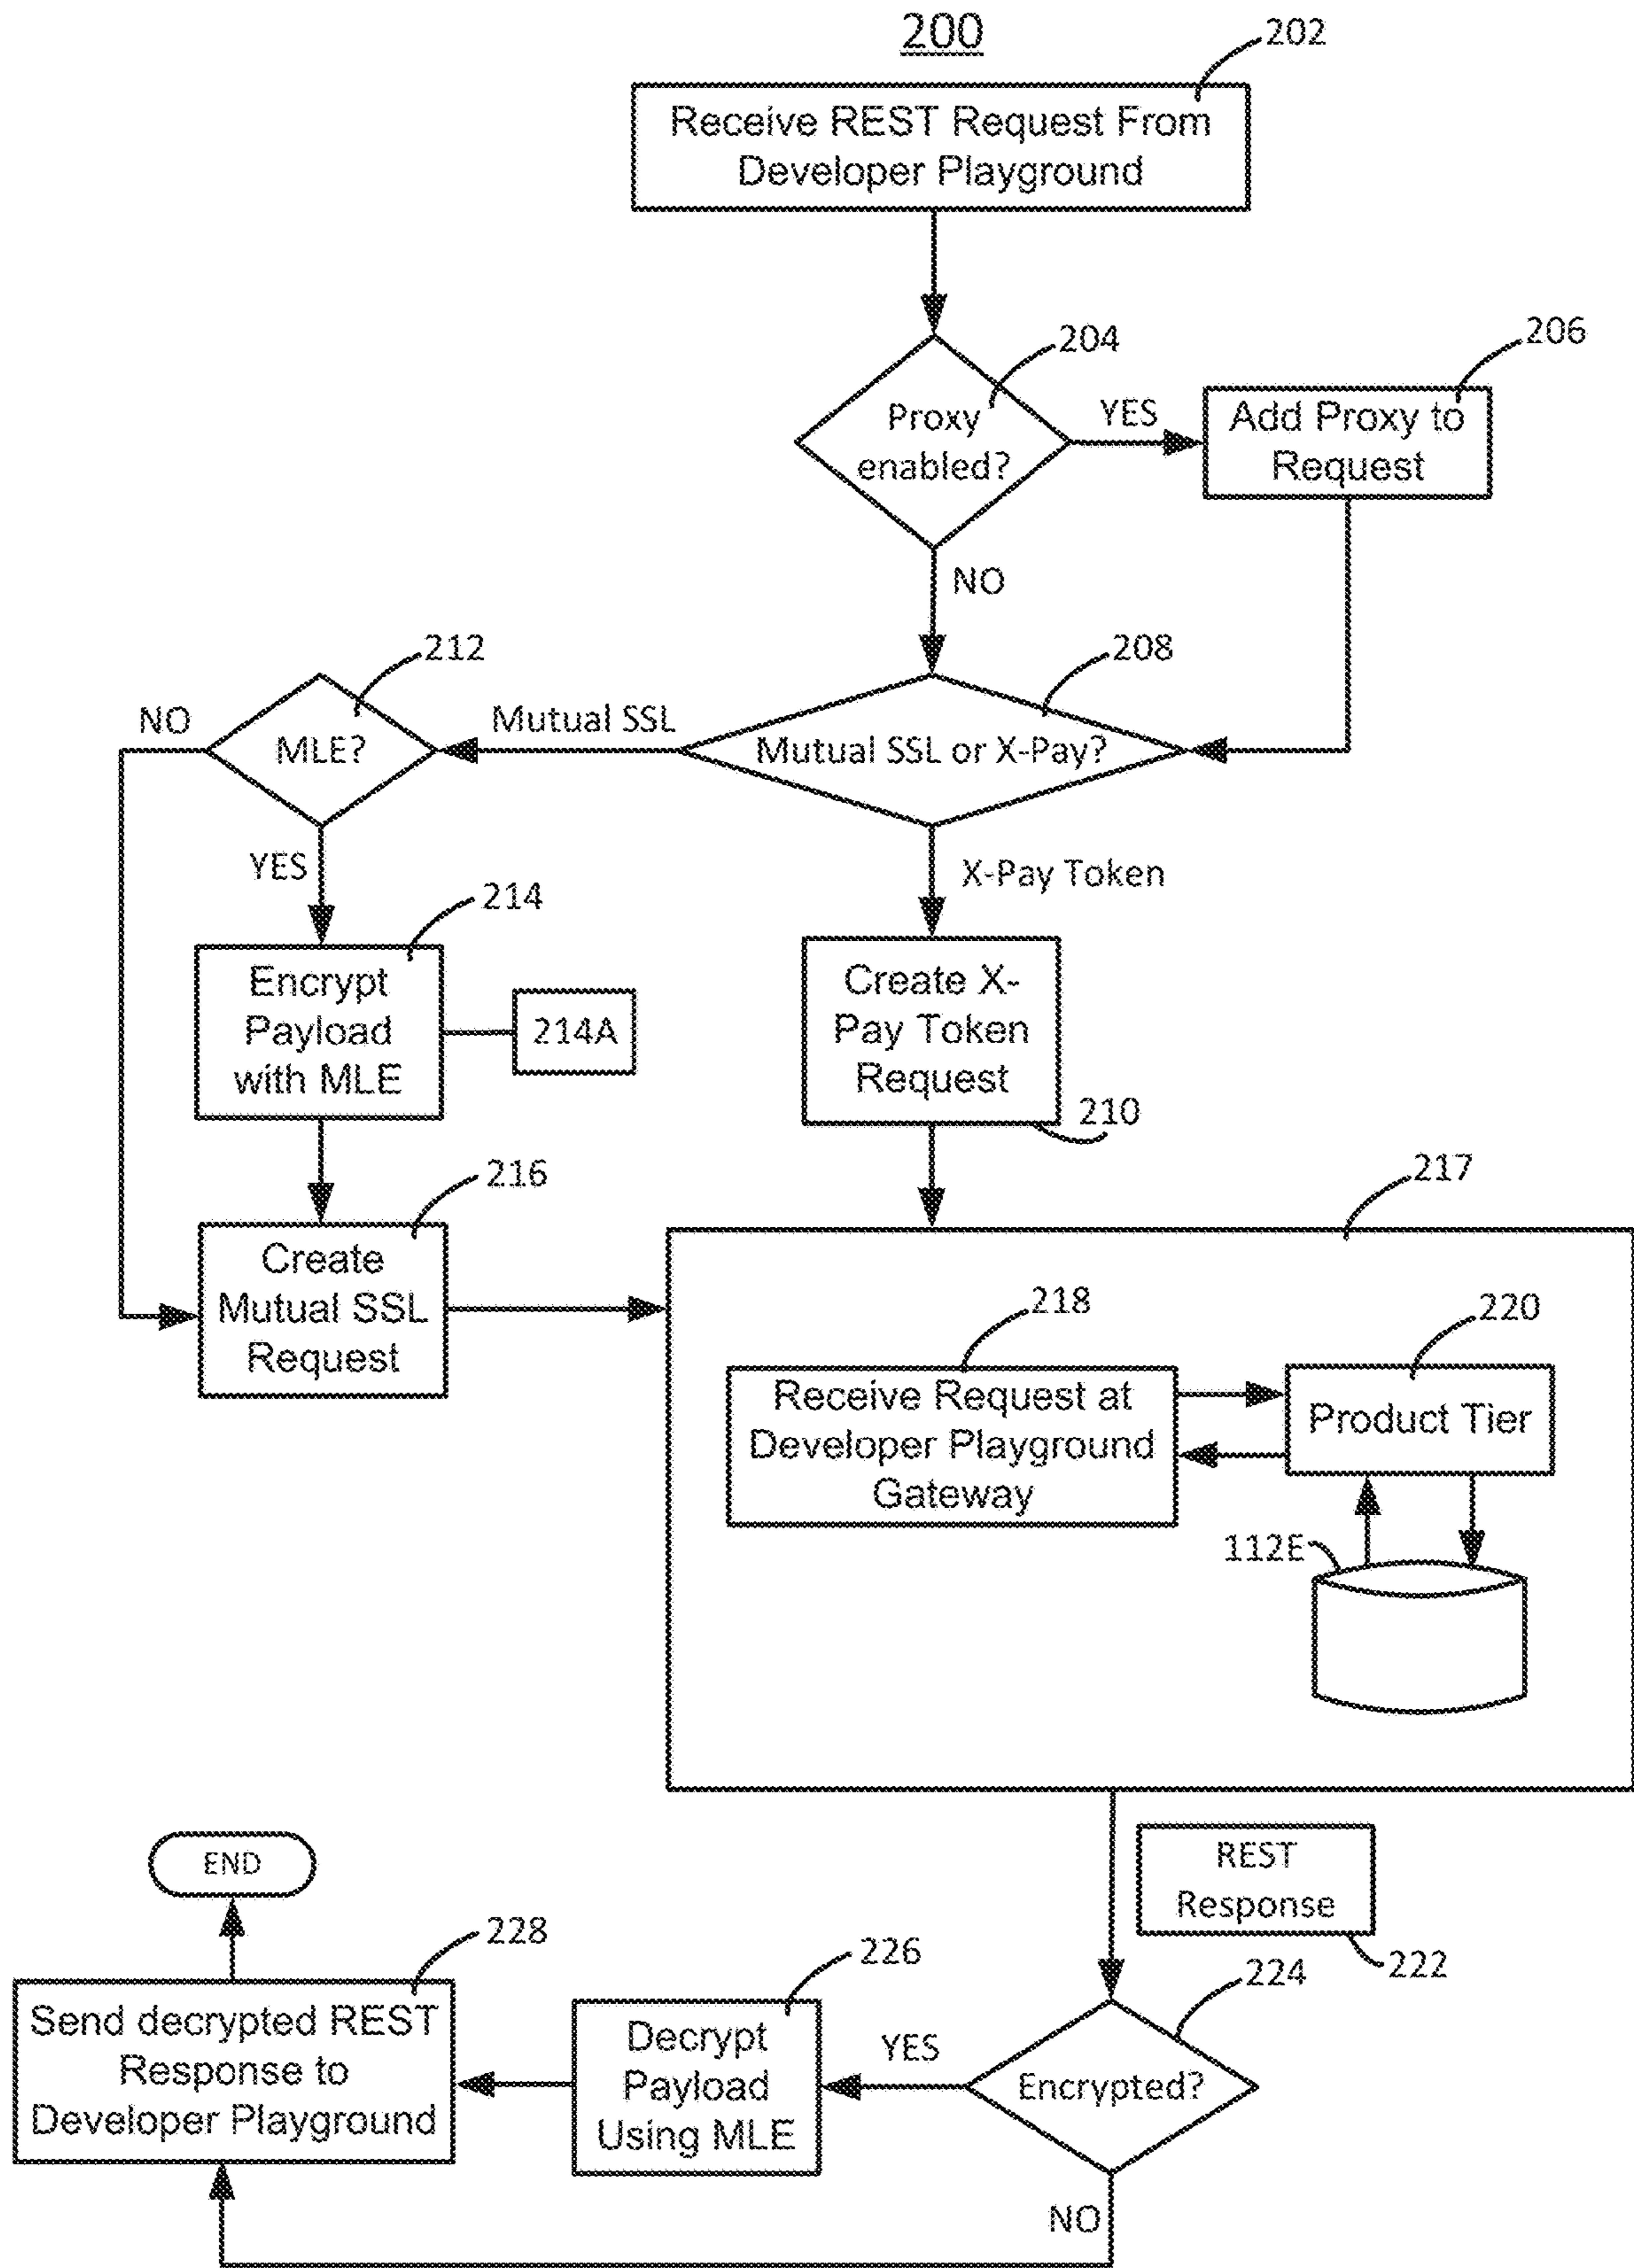 200
202
Receive REST Request From
Developer Playground
204
206
Proxy
enabled?
YES
Add Proxy to
Request
NO
212
208
NO
MLE?
Mutual SSL
Mutual SSL or X-Pay?
YES
X-Pay Token
214
Encrypt
Payload
with MLE
214A
Create X-
Pay Token
Request
210
216
217
Create
Mutual SSL
Request
218
220
Receive Request at
Developer Playground
Gateway
Product Tier
112E
END
REST
Response
222
228
226
224
Send decrypted REST
Response to
Developer Playground
Decrypt
Payload
Using MLE
YES
Encrypted?
NO